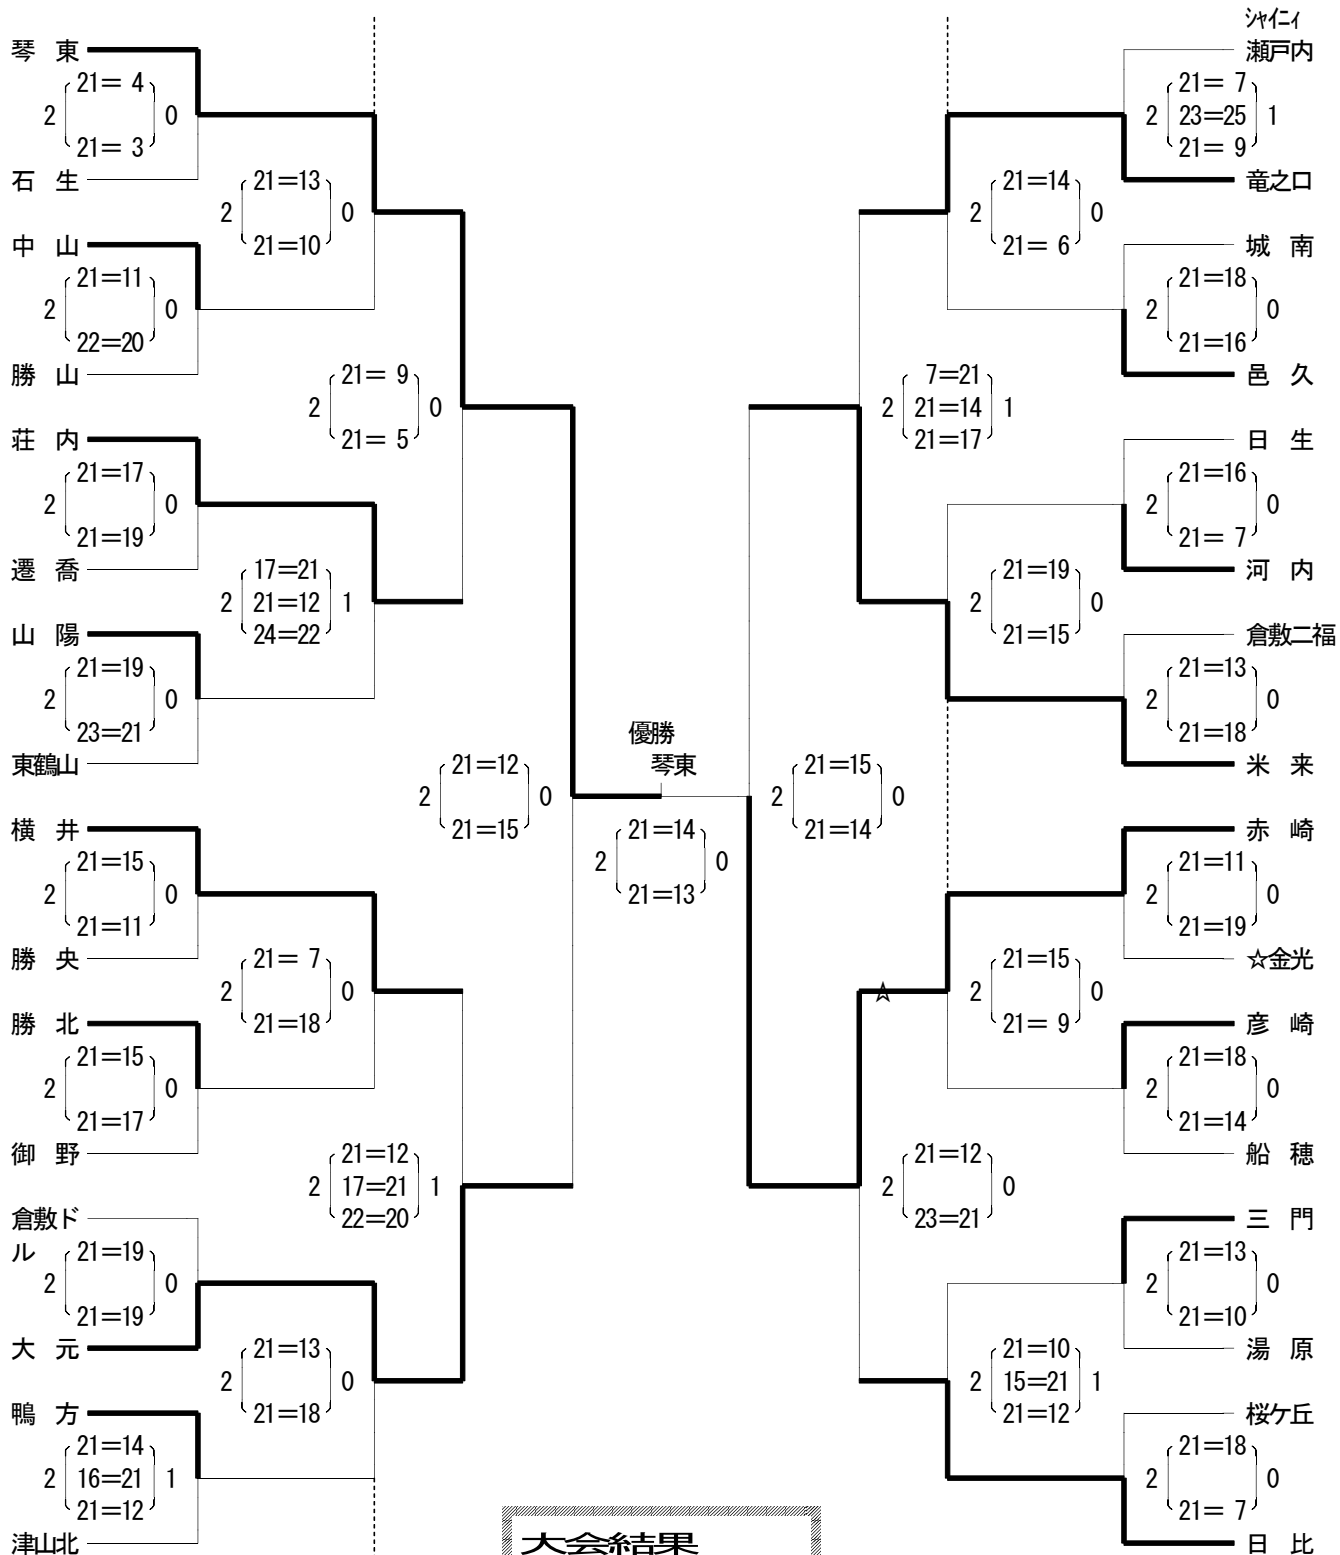 琴 東
21= 4
2 0
21= 3
石 生
21=13
2 0
21=10
中 山
21=11
2 0
22=20
勝 山
21= 9
2 0
21= 5
荘 内
21=17
2 0
21=19
遷 喬
17=21
2 21=12 1
24=22
山 陽
21=19
2 0
23=21
東鶴山
21=12
2 0
21=15
横 井
21=15
2 0
21=11
勝 央
21= 7
2 0
21=18
勝 北
21=15
2 0
21=17
御 野
21=12
2 17=21 1
22=20
倉敷ド
ル
21=19
2 0
21=19
大 元
21=13
2 0
21=18
鴨 方
21=14
2 16=21 1
21=12
津山北
優勝
琴東
21=14
2 0
21=13
シャイニィ
瀬戸内
21= 7
2 23=25 1
21= 9
竜之口
21=14
2 0
21= 6
城 南
21=18
2 0
21=16
邑 久
7=21
2 21=14 1
21=17
日 生
21=16
2 0
21= 7
河 内
21=19
2 0
21=15
倉敷二福
21=13
2 0
21=18
米 来
21=15
2 0
21=14
赤 崎
21=11
2 0
21=19
☆金光
21=15
2 0
21= 9
☆
彦 崎
21=18
2 0
21=14
船 穂
21=12
2 0
23=21
三 門
21=13
2 0
21=10
湯 原
21=10
2 15=21 1
21=12
桜ケ丘
21=18
2 0
21= 7
日 比
大会結果